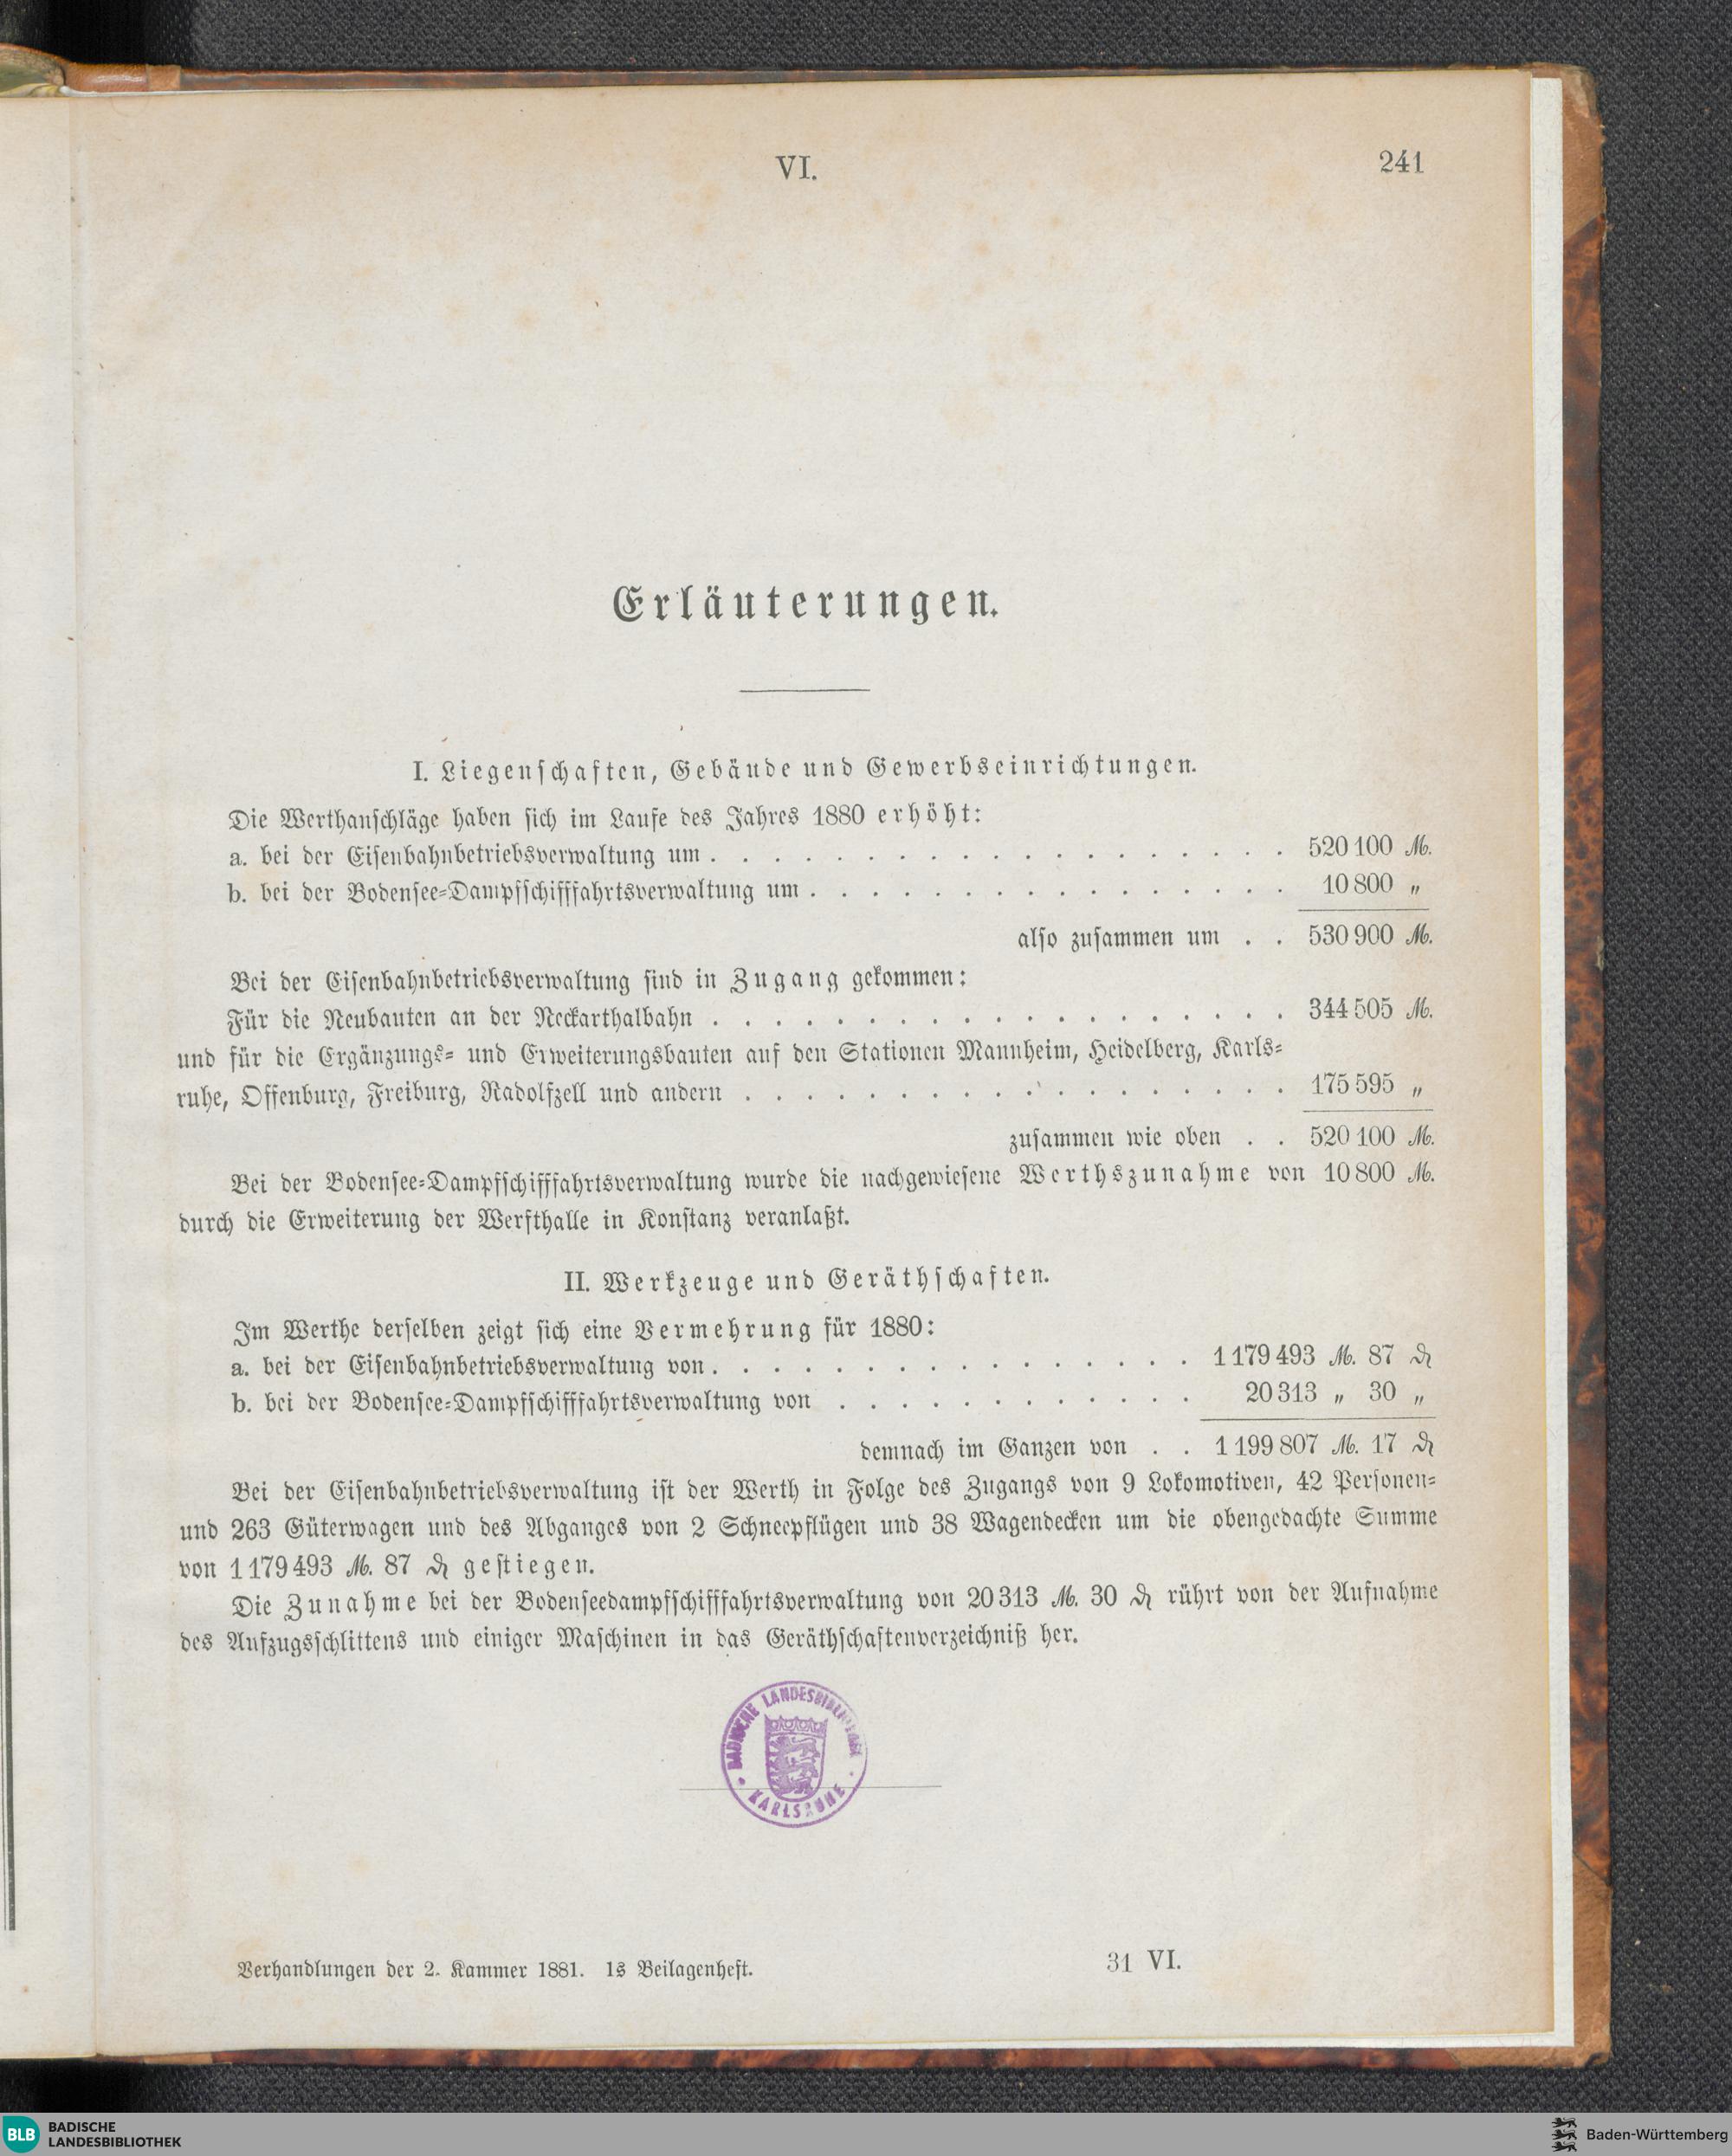 VI.
241
Erläuterungen.
I. Liegenschaften, Gebäude und Gewerbseinrichtungen.
Die Werthanschläge haben sich im Laufe des Jahres 1880 erhöht:
a. bei der Eisenbahnbetriebsverwaltung um . . . . . . . . . . . . . . . . . . . 520 100 M.
b. bei der Bodensee-Dampfschifffahrtsverwaltung um . . . . . . . . . . . . . . . . 10 800 „
also zusammen um . . 530 900 M.
Bei der Eisenbahnbetriebsverwaltung sind in Zugang gekommen:
Für die Neubauten an der Neckarthalbahn . . . . . . . . . . . . . . . . . . . 344 505 M.
und für die Ergänzungs- und Erweiterungsbauten auf den Stationen Mannheim, Heidelberg, Karls-
ruhe, Offenburg, Freiburg, Radolfzell und andern . . . . . . . . . . . . . . . . . . 175 595 „
zusammen wie oben . . 520 100 M.
Bei der Bodensee-Dampfschifffahrtsverwaltung wurde die nachgewiesene Werthszunahme von 10 800 M.
durch die Erweiterung der Werfthalle in Konstanz veranlaßt.
II. Werkzeuge und Geräthschaften.
Im Werthe derselben zeigt sich eine Vermehrung für 1880:
a. bei der Eisenbahnbetriebsverwaltung von . . . . . . . . . . . . . . . . 1 179 493 M. 87 ₰
b. bei der Bodensee-Dampfschifffahrtsverwaltung von . . . . . . . . . . . . 20 313 „ 30 „
demnach im Ganzen von . . 1 199 807 M. 17 ₰
Bei der Eisenbahnbetriebsverwaltung ist der Werth in Folge des Zugangs von 9 Lokomotiven, 42 Personen-
und 263 Güterwagen und des Abganges von 2 Schneepflügen und 38 Wagendecken um die obengedachte Summe
von 1 179 493 M. 87 ₰ gestiegen.
Die Zunahme bei der Bodenseedampfschifffahrtsverwaltung von 20 313 M. 30 ₰ rührt von der Aufnahme
des Aufzugsschlittens und einiger Maschinen in das Geräthschaftenverzeichniß her.
BADISCHE LANDESBIBLIOTHEK
KARLSRUHE
Verhandlungen der 2. Kammer 1881. 1s Beilagenheft.
31 VI.
BLB
BADISCHE
LANDESBIBLIOTHEK
Baden-Württemberg